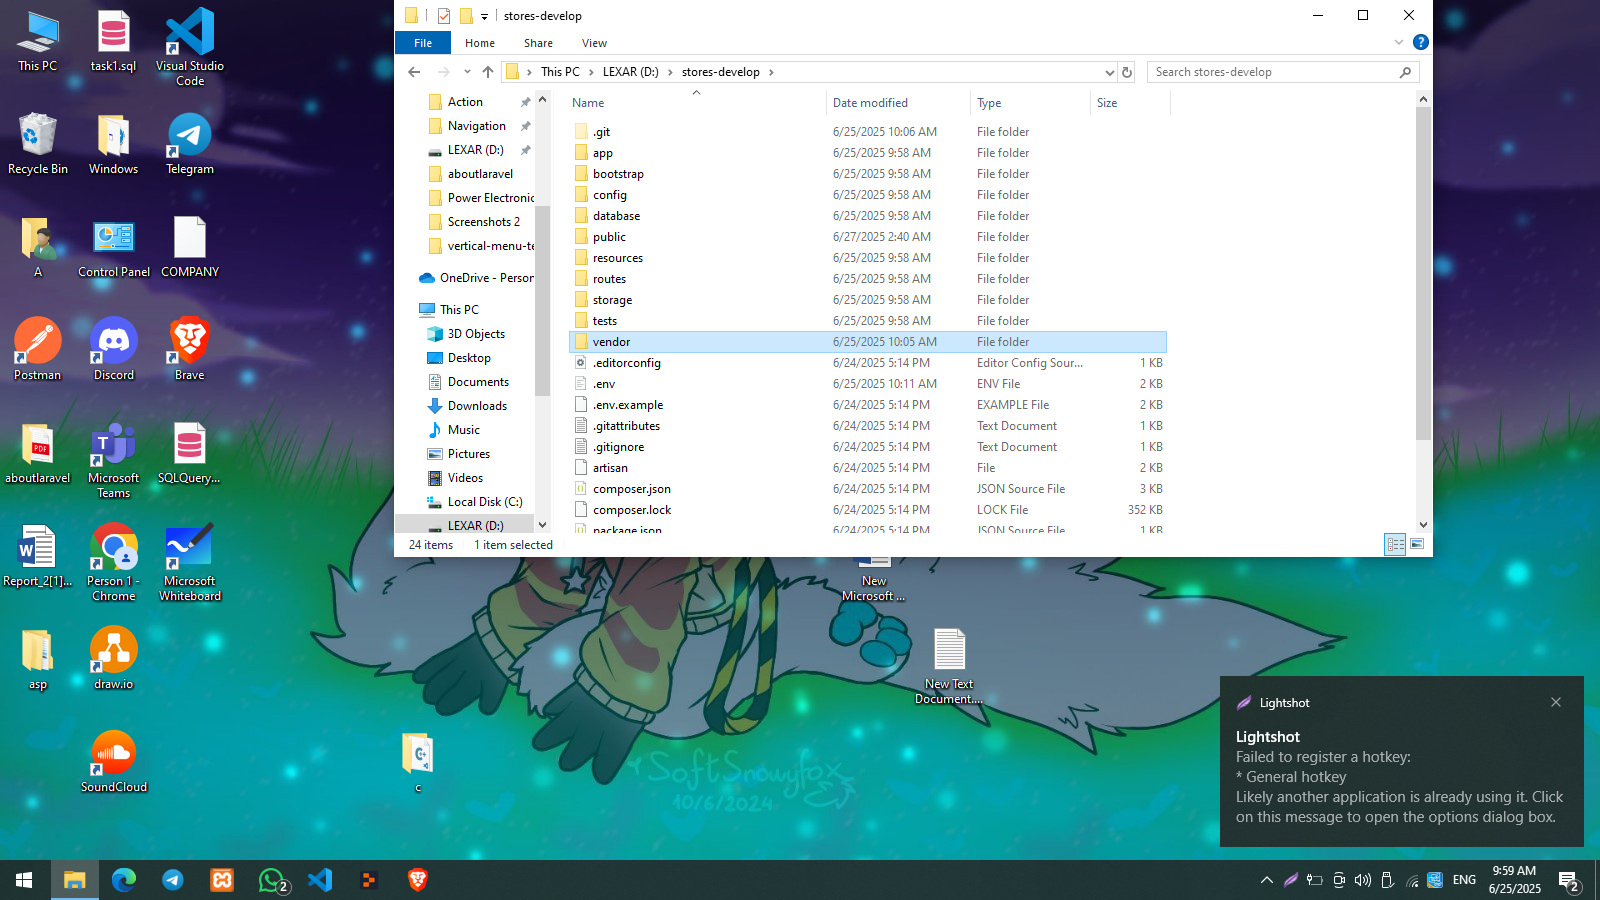 stores-develop
File
Home
Share
View
This PC
LEXAR (D:)
stores-develop
Search stores-develop
Action
Navigation
LEXAR (D:)
aboutlaravel
Power Electronic
Screenshots 2
vertical-menu-te
OneDrive - Person
This PC
3D Objects
Desktop
Documents
Downloads
Music
Pictures
Videos
Local Disk (C:)
LEXAR (D:)
Name Date modified Type Size
.git 6/25/2025 10:06 AM File folder
app 6/25/2025 9:58 AM File folder
bootstrap 6/25/2025 9:58 AM File folder
config 6/25/2025 9:58 AM File folder
database 6/25/2025 9:58 AM File folder
public 6/27/2025 2:40 AM File folder
resources 6/25/2025 9:58 AM File folder
routes 6/25/2025 9:58 AM File folder
storage 6/25/2025 9:58 AM File folder
tests 6/25/2025 9:58 AM File folder
vendor 6/25/2025 10:05 AM File folder
.editorconfig 6/24/2025 5:14 PM Editor Config Sour... 1 KB
.env 6/25/2025 10:11 AM ENV File 2 KB
.env.example 6/24/2025 5:14 PM EXAMPLE File 2 KB
.gitattributes 6/24/2025 5:14 PM Text Document 1 KB
.gitignore 6/24/2025 5:14 PM Text Document 1 KB
artisan 6/24/2025 5:14 PM File 2 KB
composer.json 6/24/2025 5:14 PM JSON Source File 3 KB
composer.lock 6/24/2025 5:14 PM LOCK File 352 KB
package.json 6/24/2025 5:14 PM JSON Source File 1 KB
24 items 1 item selected
This PC
task1.sql
Visual Studio
Code
Recycle Bin
Windows
Telegram
A
Control Panel
COMPANY
Postman
Discord
Brave
PDF
aboutlaravel
Microsoft
Teams
SQLQuery...
Report_2[1]...
Person 1 -
Chrome
Microsoft
Whiteboard
asp
draw.io
SoundCloud
c
New
Microsoft ...
New Text
Document....
SoftSnowyfox
10/6/2024
Lightshot
Lightshot
Failed to register a hotkey:
* General hotkey
Likely another application is already using it. Click
on this message to open the options dialog box.
2
ENG
9:59 AM
6/25/2025
2